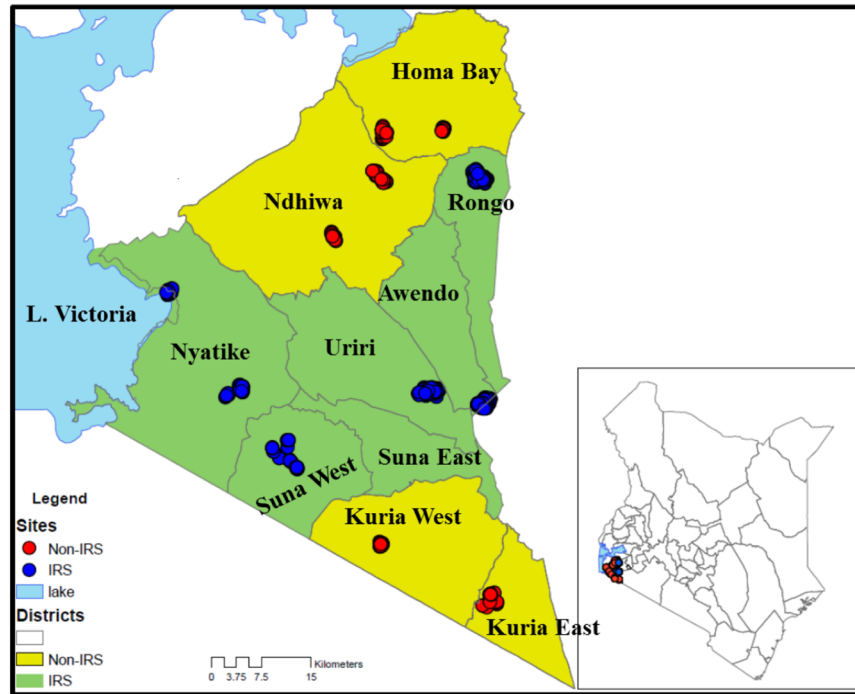 Homa Bay
Ndhiwa
Rongo
Awendo
L. Victoria
Nyatike
Uriri
Suna East
Suna West
Kuria West
Kuria East
Legend
Sites
Non-IRS
IRS
lake
Districts
Non-IRS
IRS
Kilometers
0 3.75 7.5 15